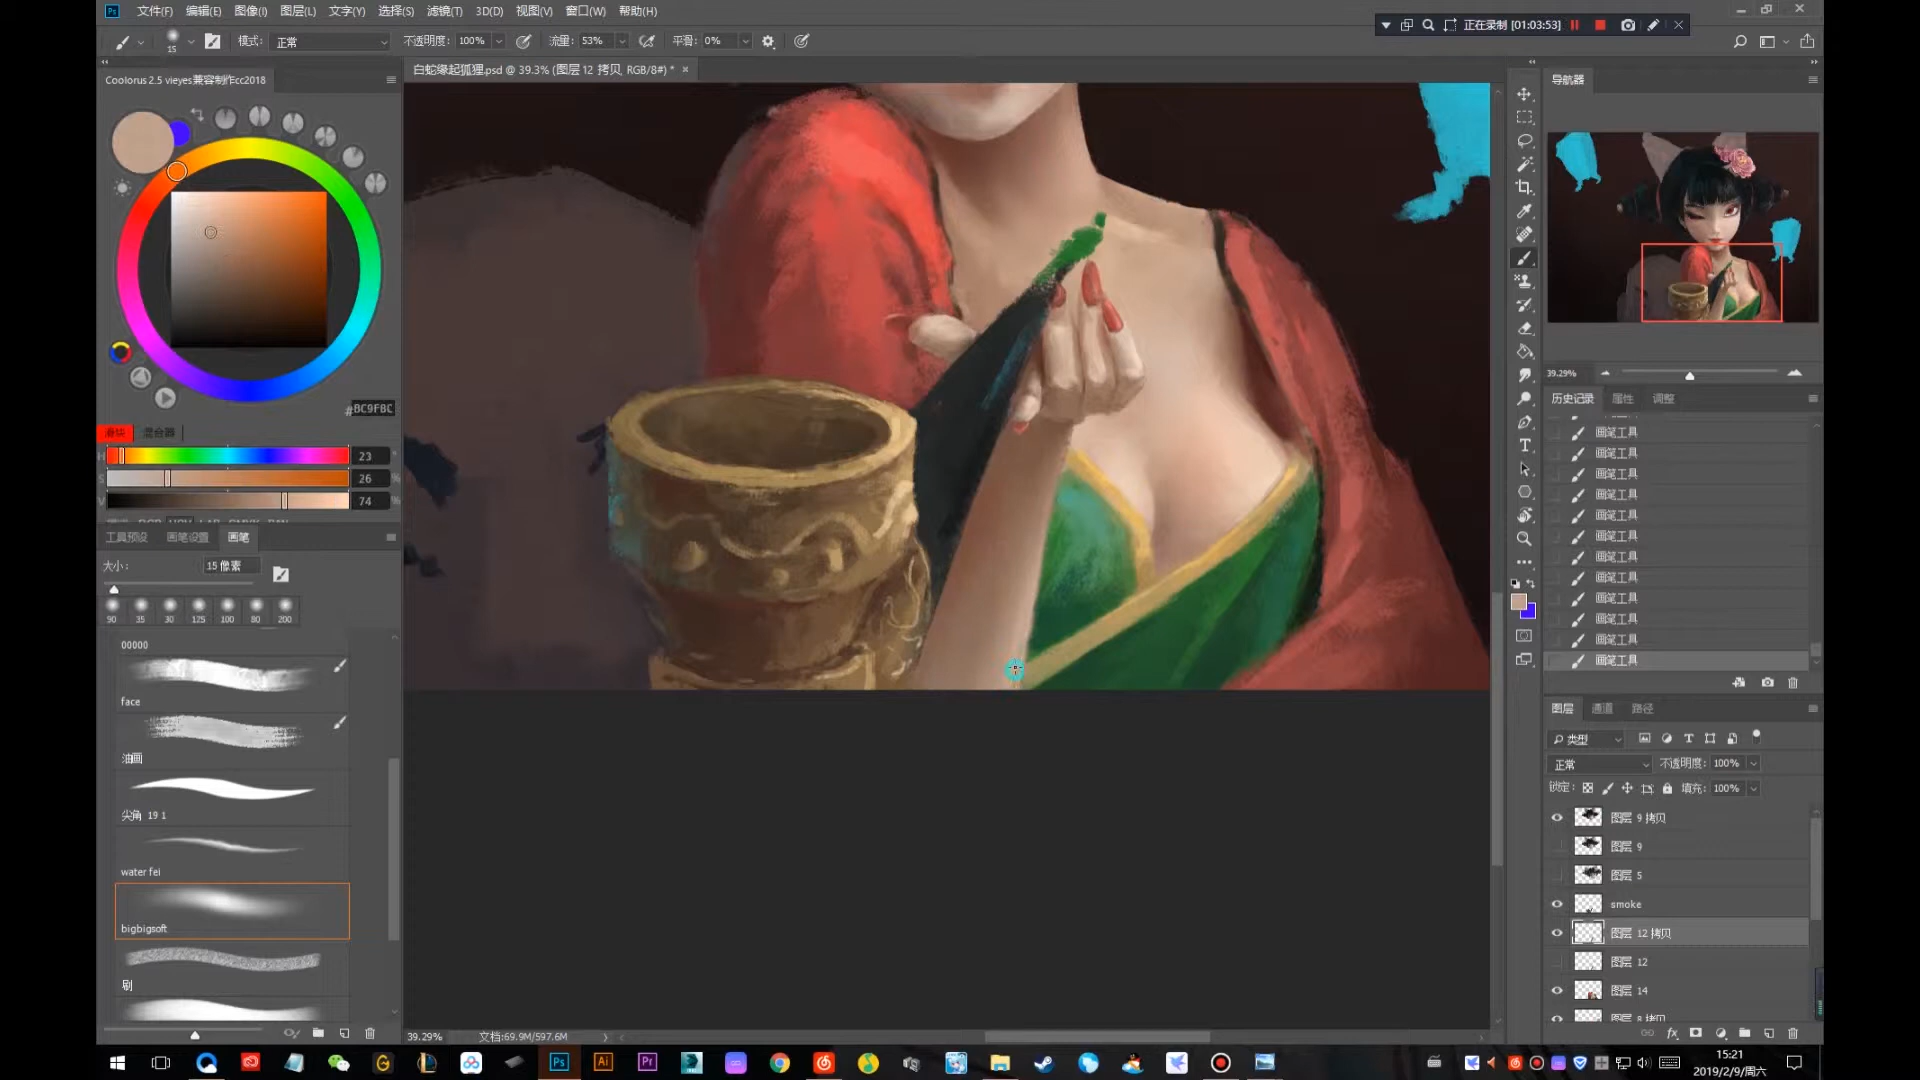 文件(F) 编辑(E) 图像(I) 图层(L) 文字(Y) 选择(S) 滤镜(T) 3D(D) 视图(V) 窗口(W) 帮助(H)
正在录制 (01:03:53)
15 模式: 正常 不透明度: 100% 流量: 53% 平滑: 0%
Coolorus 2.5 vieyes兼容制作cc2018
白蛇缘起狐狸.psd @ 39.3% (图层 12 拷贝, RGB/8#) *
导航器
# BC9F8C
混合器
H 23 °
S 26 %
V 74 %
39.29%
历史记录 属性 调整
画笔工具
画笔工具
画笔工具
画笔工具
画笔工具
画笔工具
画笔工具
画笔工具
画笔工具
画笔工具
画笔工具
画笔工具
工具预设 画笔设置 画笔
大小: 15 像素
90 35 30 125 100 80 200
00000
face
油画
尖角 19 1
water fei
bigbigsoft
刷
图层 通道 路径
类型
正常 不透明度: 100%
锁定: 填充: 100%
图层 9 拷贝
图层 9
图层 5
smoke
图层 12 拷贝
图层 12
图层 14
图层 8 拷贝
39.29% 文档:69.9M/597.6M
15:21
2019/2/9/周六